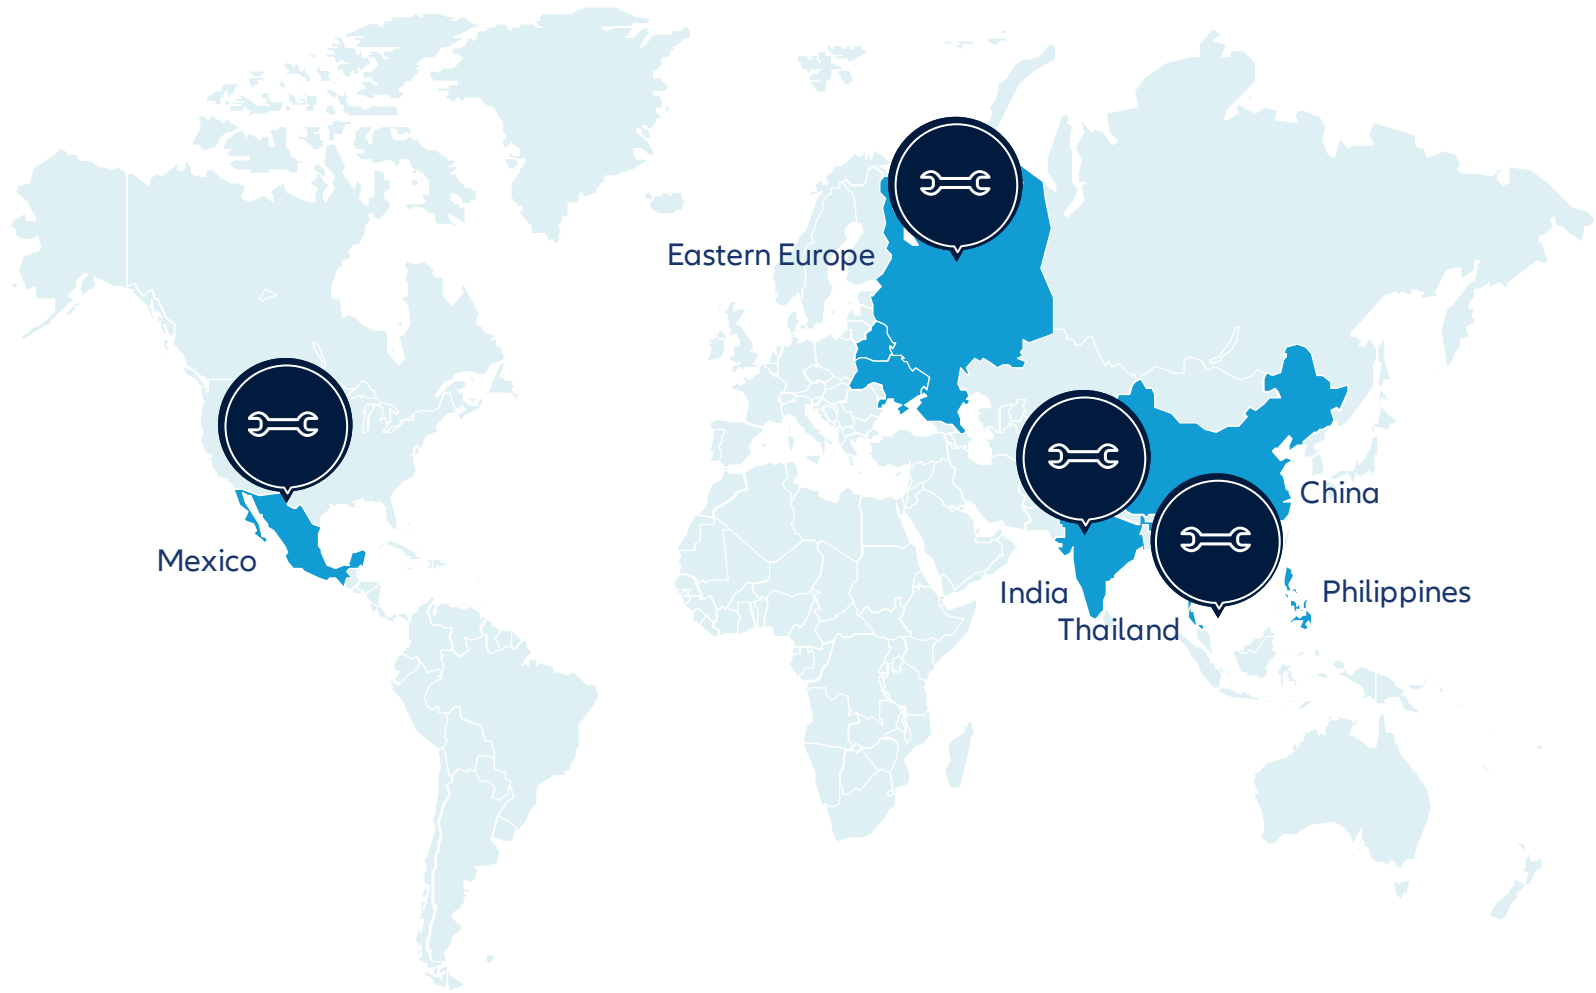 Eastern Europe
China
Mexico
India
Philippines
Thailand